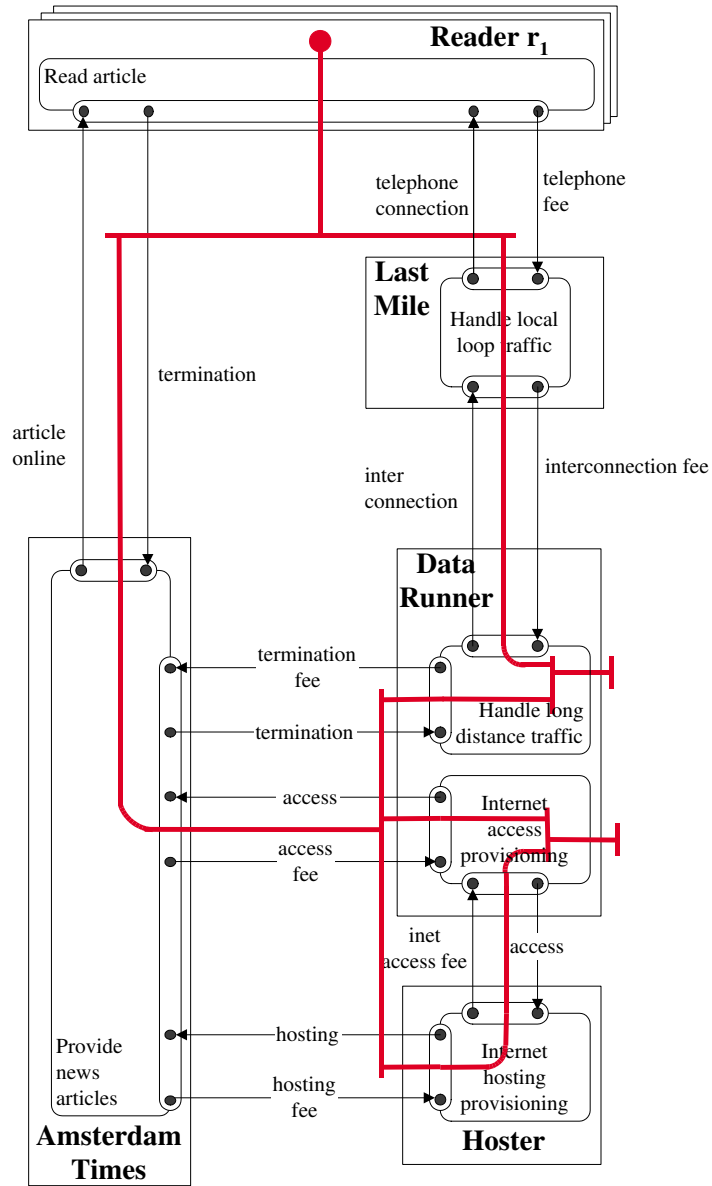 Reader r1
Read article
telephone
connection
telephone
fee
Last
Mile
Handle local
loop traffic
termination
article
online
inter
connection
interconnection fee
Data
Runner
termination
fee
Handle long
distance traffic
termination
access
Internet
access
provisioning
access
fee
inet
access fee
access
hosting
Provide
news
articles
Internet
hosting
provisioning
hosting
fee
Amsterdam
Times
Hoster